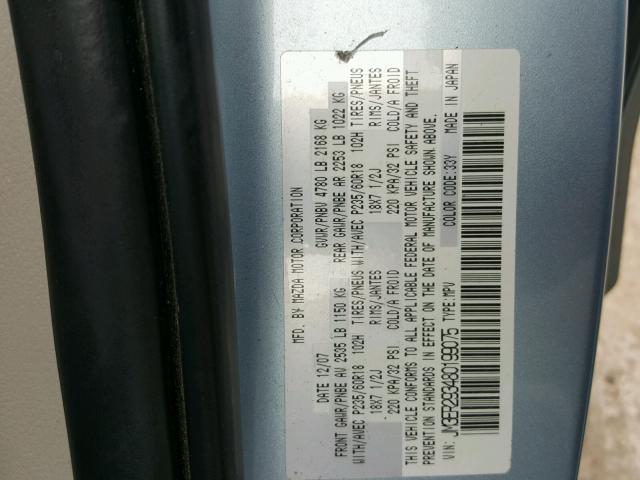 MFD. BY MAZDA MOTOR CORPORATION
DATE 12/07 GVWR/PNBV 4780 LB 2168 KG
FRONT GAWR/PNBE AV 2535 LB 1150 KG REAR GAWR/PNBE AR 2253 LB 1022 KG
WITH/AVEC P235/60R18 102H TIRES/PNEUS WITH/AVEC P235/60R18 102H TIRES/PNEUS
18X7 1/2J RIMS/JANTES 18X7 1/2J RIMS/JANTES
220 KPA/32 PSI COLD/A FROID 220 KPA/32 PSI COLD/A FROID
THIS VEHICLE CONFORMS TO ALL APPLICABLE FEDERAL MOTOR VEHICLE SAFETY AND THEFT
PREVENTION STANDARDS IN EFFECT ON THE DATE OF MANUFACTURE SHOWN ABOVE.
COLOR CODE:33Y MADE IN JAPAN
VIN: JM3ER293480199075 TYPE:MPV